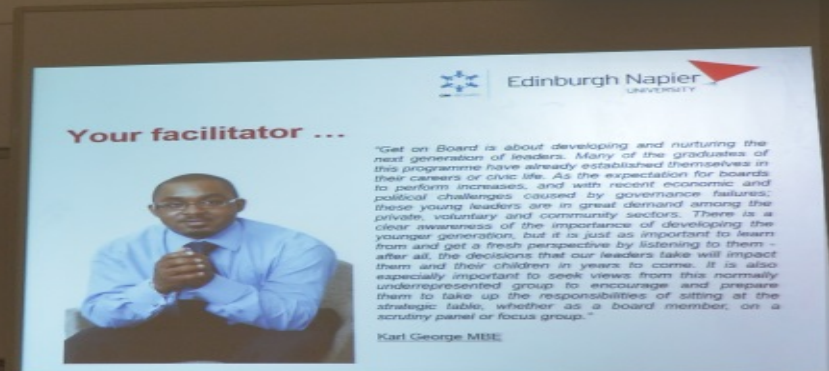 Edinburgh Napier
UNIVERSITY
Your facilitator ...
"Get on Board is about developing and nurturing the
next generation of leaders. Many of the graduates of
this programme have already established themselves in
their careers or civic life. As the expectation for boards
to perform increases, and with recent economic and
political challenges caused by governance failures;
these young leaders are in great demand among the
private, voluntary and community sectors. There is a
clear awareness of the importance of developing the
younger generation, but it is just as important to learn
from and get a fresh perspective by listening to them -
after all, the decisions that our leaders take will impact
them and their children in years to come. It is also
especially important to seek views from this normally
underrepresented group to encourage and prepare
them to take up the responsibilities of sitting at the
strategic table, whether as a board member, on a
scrutiny panel or focus group."
Karl George MBE